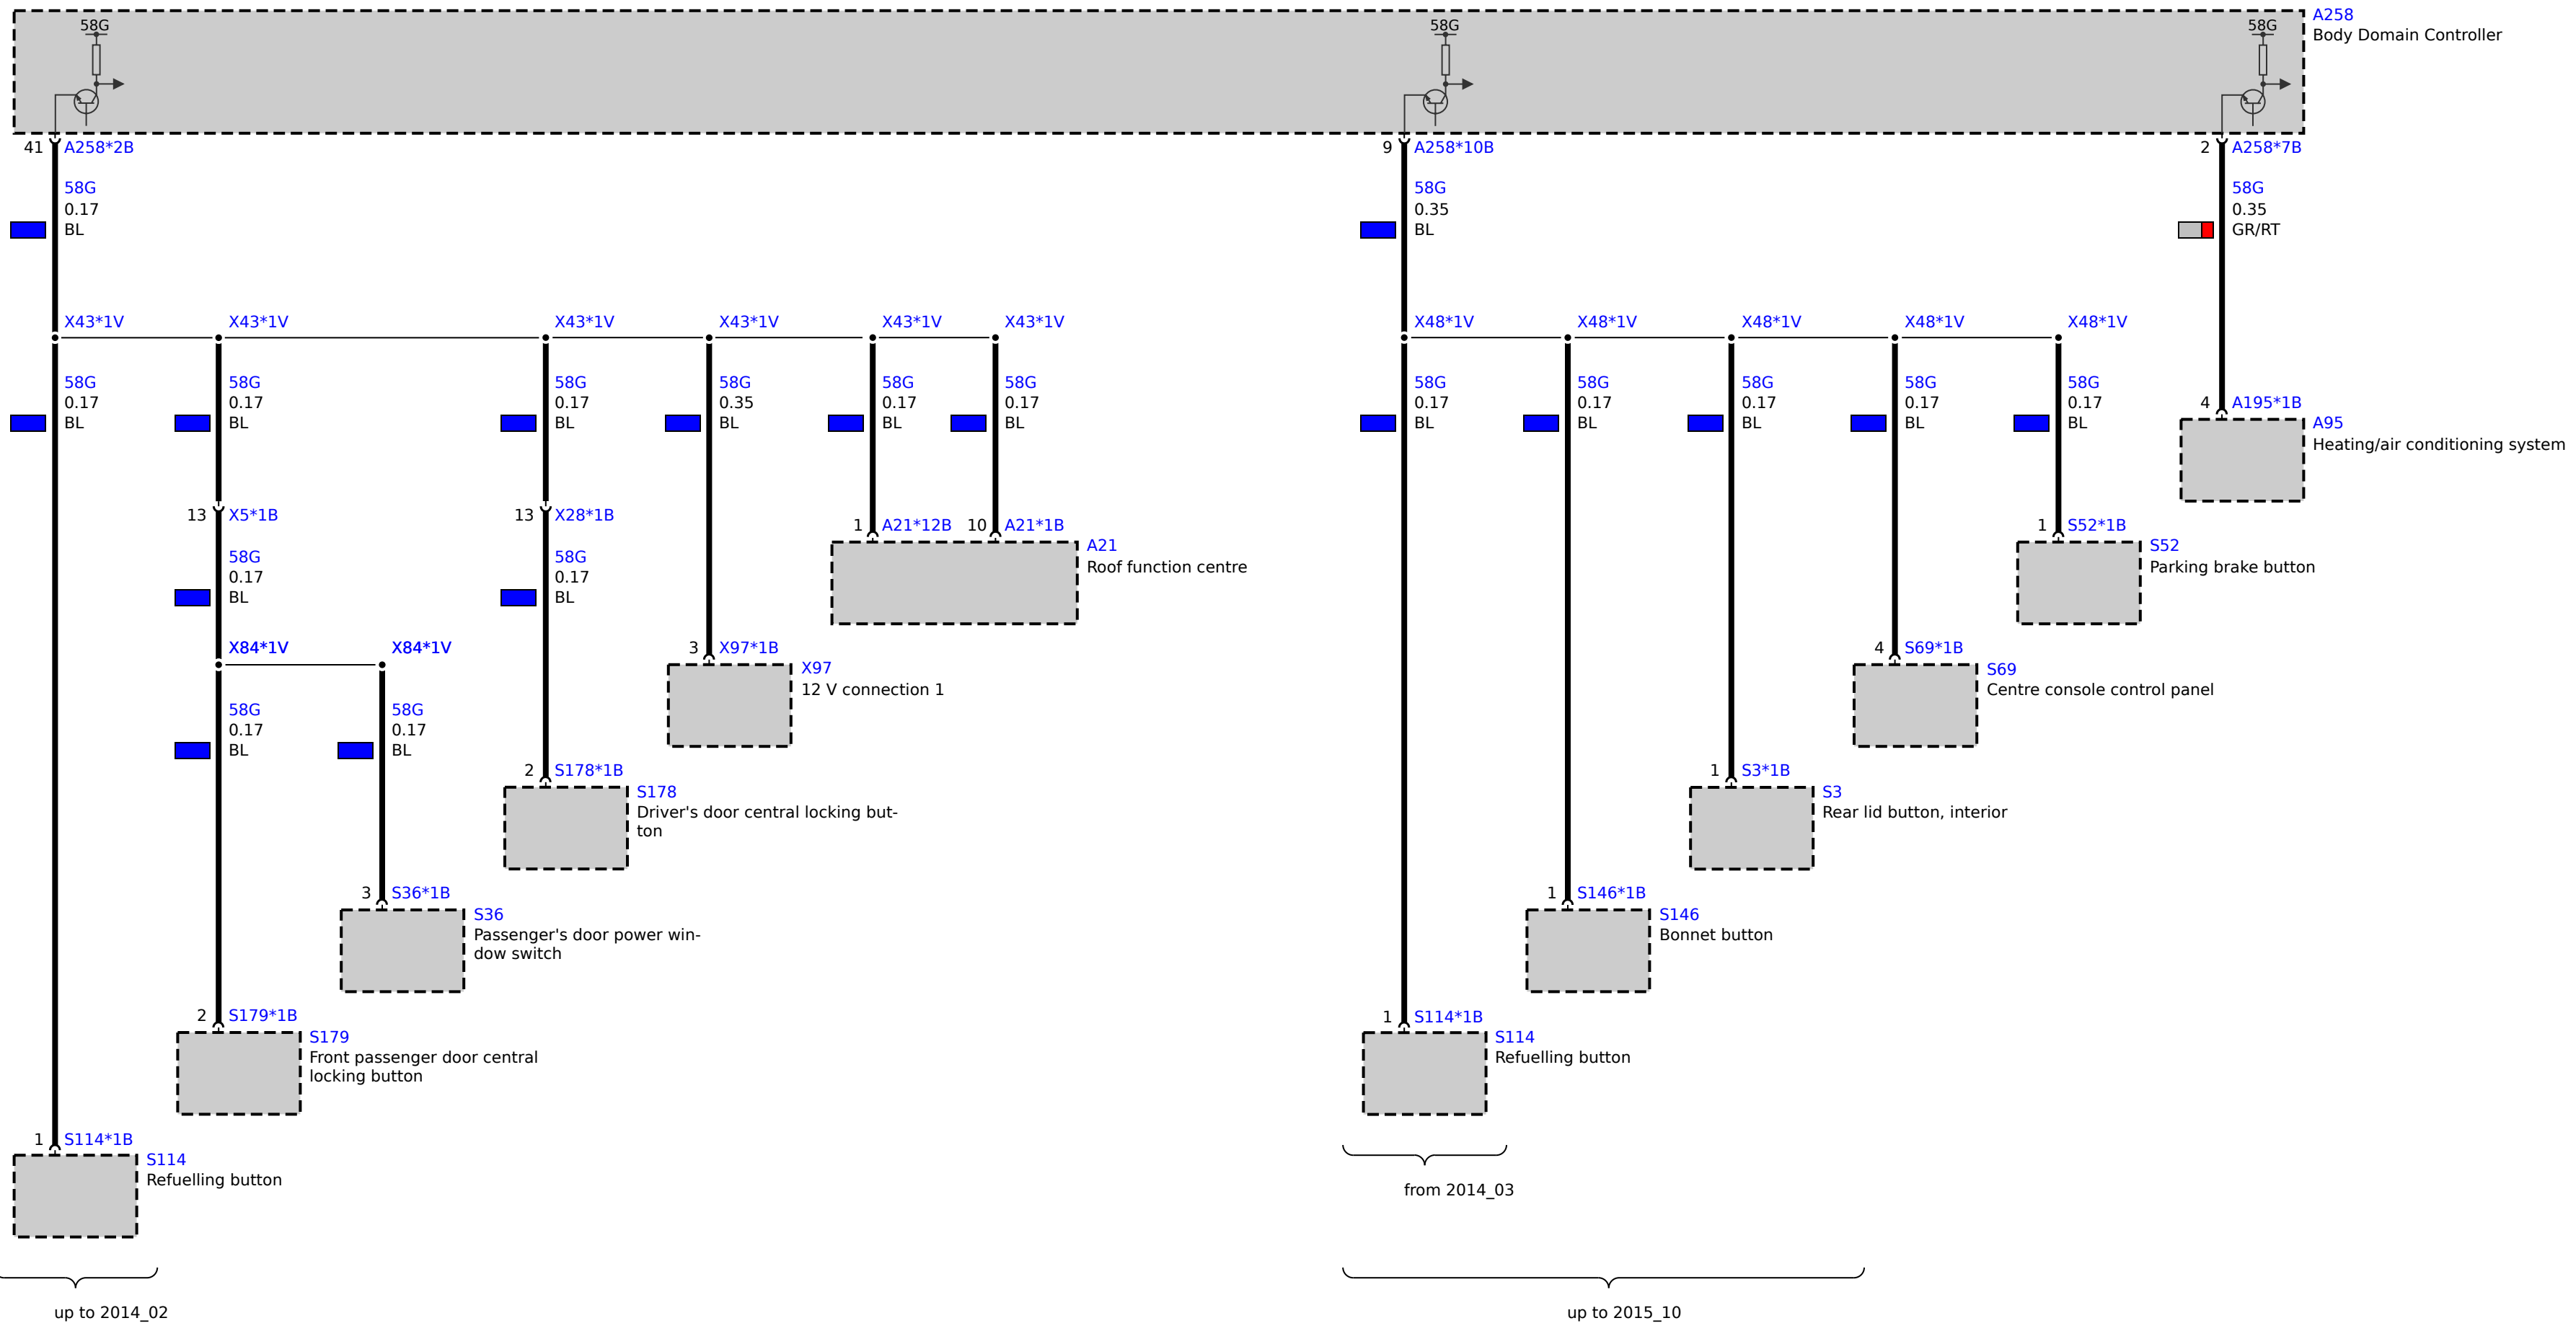 58G
58G
58G
A258
Body Domain Controller
41 A258*2B
9 A258*10B
2 A258*7B
58G
0.17
BL
58G
0.35
BL
58G
0.35
GR/RT
X43*1V
X43*1V
X43*1V
X43*1V
X43*1V
X43*1V
X48*1V
X48*1V
X48*1V
X48*1V
X48*1V
58G
0.17
BL
58G
0.17
BL
58G
0.17
BL
58G
0.35
BL
58G
0.17
BL
58G
0.17
BL
58G
0.17
BL
58G
0.17
BL
58G
0.17
BL
58G
0.17
BL
58G
0.17
BL
4 A195*1B
A95
Heating/air conditioning system
13 X5*1B
13 X28*1B
1 A21*12B
10 A21*1B
A21
Roof function centre
1 S52*1B
S52
Parking brake button
58G
0.17
BL
58G
0.17
BL
X84*1V
X84*1V
3 X97*1B
X97
12 V connection 1
4 S69*1B
S69
Centre console control panel
58G
0.17
BL
58G
0.17
BL
2 S178*1B
S178
Driver's door central locking but-
ton
1 S3*1B
S3
Rear lid button, interior
3 S36*1B
S36
Passenger's door power win-
dow switch
1 S146*1B
S146
Bonnet button
2 S179*1B
S179
Front passenger door central
locking button
1 S114*1B
S114
Refuelling button
1 S114*1B
S114
Refuelling button
from 2014_03
up to 2014_02
up to 2015_10